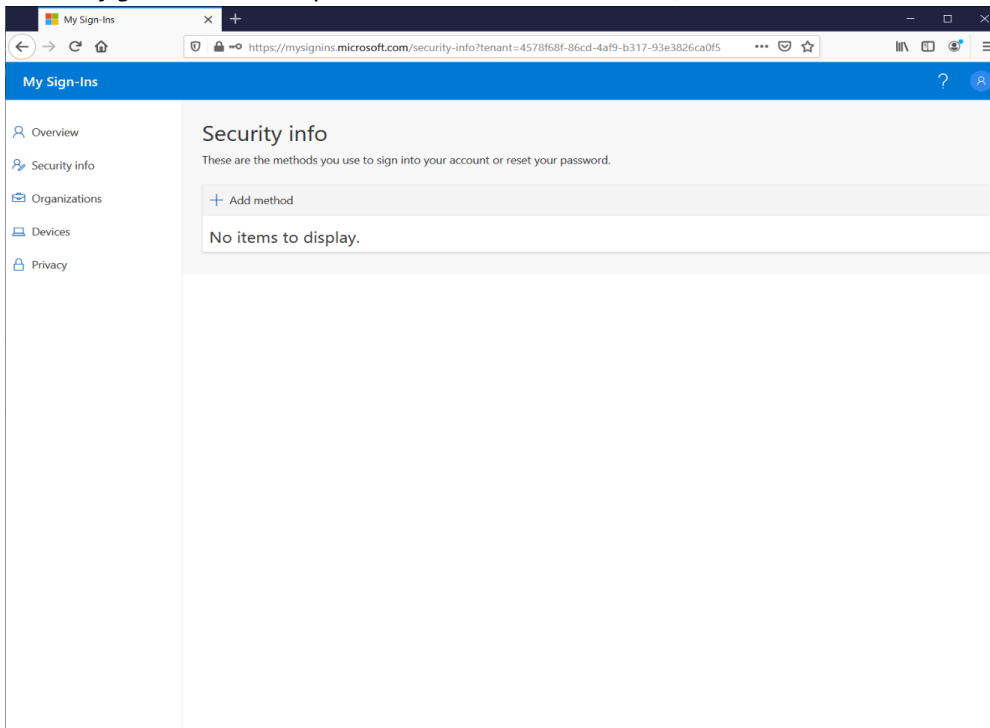 My Sign-Ins
https://mysignins.microsoft.com/security-info?tenant=4578f68f-86cd-4af9-b317-93e3826ca0f5
My Sign-Ins
?
Overview
Security info
Organizations
Devices
Privacy
Security info
These are the methods you use to sign into your account or reset your password.
+ Add method
No items to display.